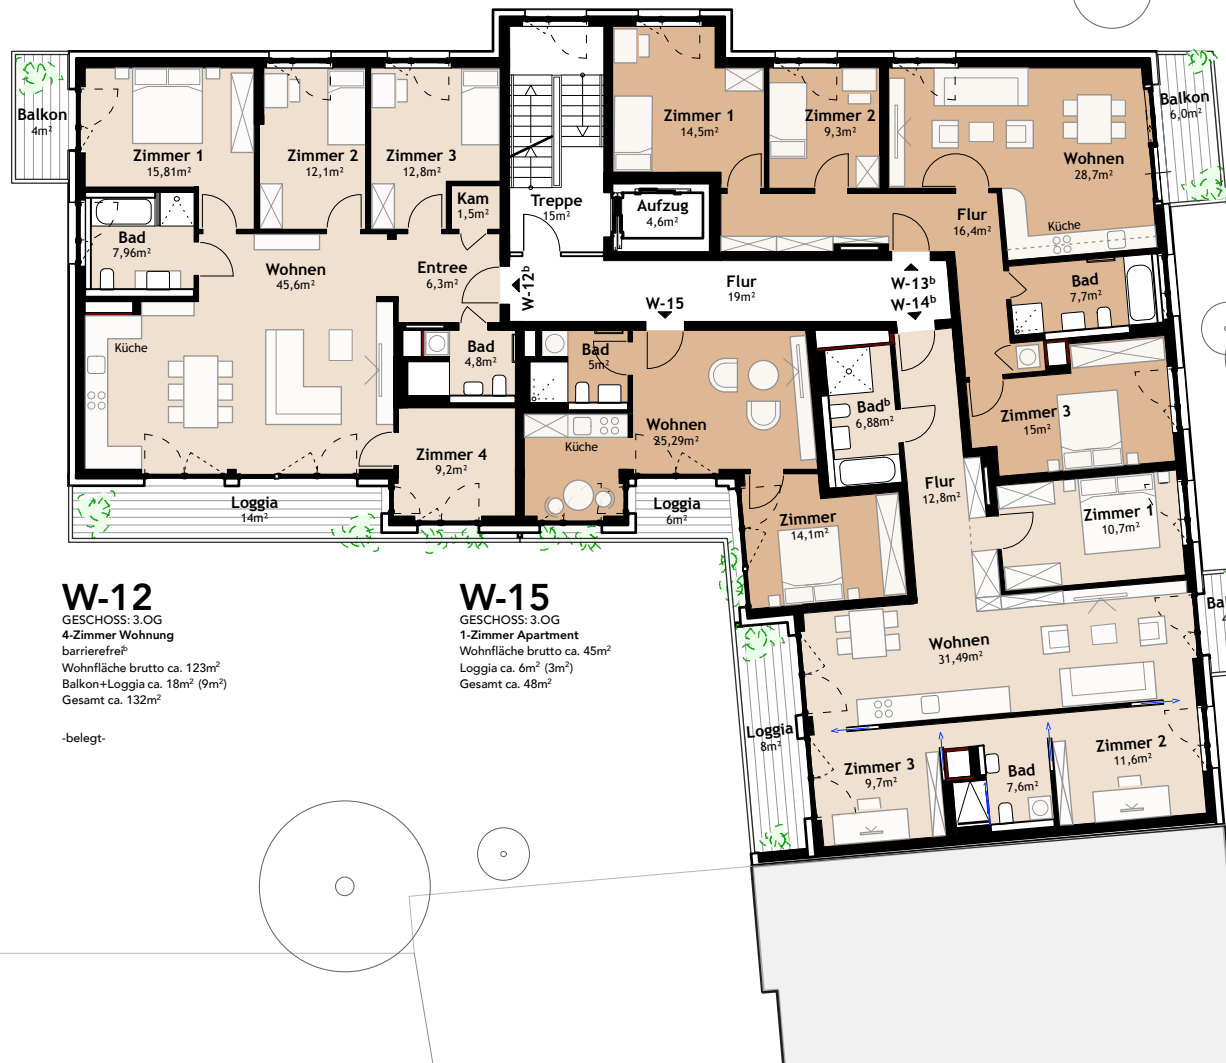 Balkon
4m²
Zimmer 1
15,81m²
Zimmer 2
12,1m²
Zimmer 3
12,8m²
Kam
1,5m²
Treppe
15m²
Aufzug
4,6m²
Zimmer 1
14,5m²
Zimmer 2
9,3m²
Wohnen
28,7m²
Balkon
6,0m²
Küche
Flur
16,4m²
Bad
7,96m²
Wohnen
45,6m²
Entree
6,3m²
W-12ᵇ
Flur
19m²
W-15
W-13ᵇ
W-14ᵇ
Bad
7,7m²
Küche
Bad
4,8m²
Bad
5m²
Wohnen
25,29m²
Küche
Badᵇ
6,88m²
Zimmer 3
15m²
Zimmer 4
9,2m²
Flur
12,8m²
Zimmer 1
10,7m²
Loggia
14m²
Loggia
6m²
Zimmer
14,1m²
Wohnen
31,49m²
Loggia
8m²
Zimmer 3
9,7m²
Bad
7,6m²
Zimmer 2
11,6m²
W-12
GESCHOSS: 3.OG
4-Zimmer Wohnung
barrierefreiᵇ
Wohnfläche brutto ca. 123m²
Balkon+Loggia ca. 18m² (9m²)
Gesamt ca. 132m²
-belegt-
W-15
GESCHOSS: 3.OG
1-Zimmer Apartment
Wohnfläche brutto ca. 45m²
Loggia ca. 6m² (3m²)
Gesamt ca. 48m²